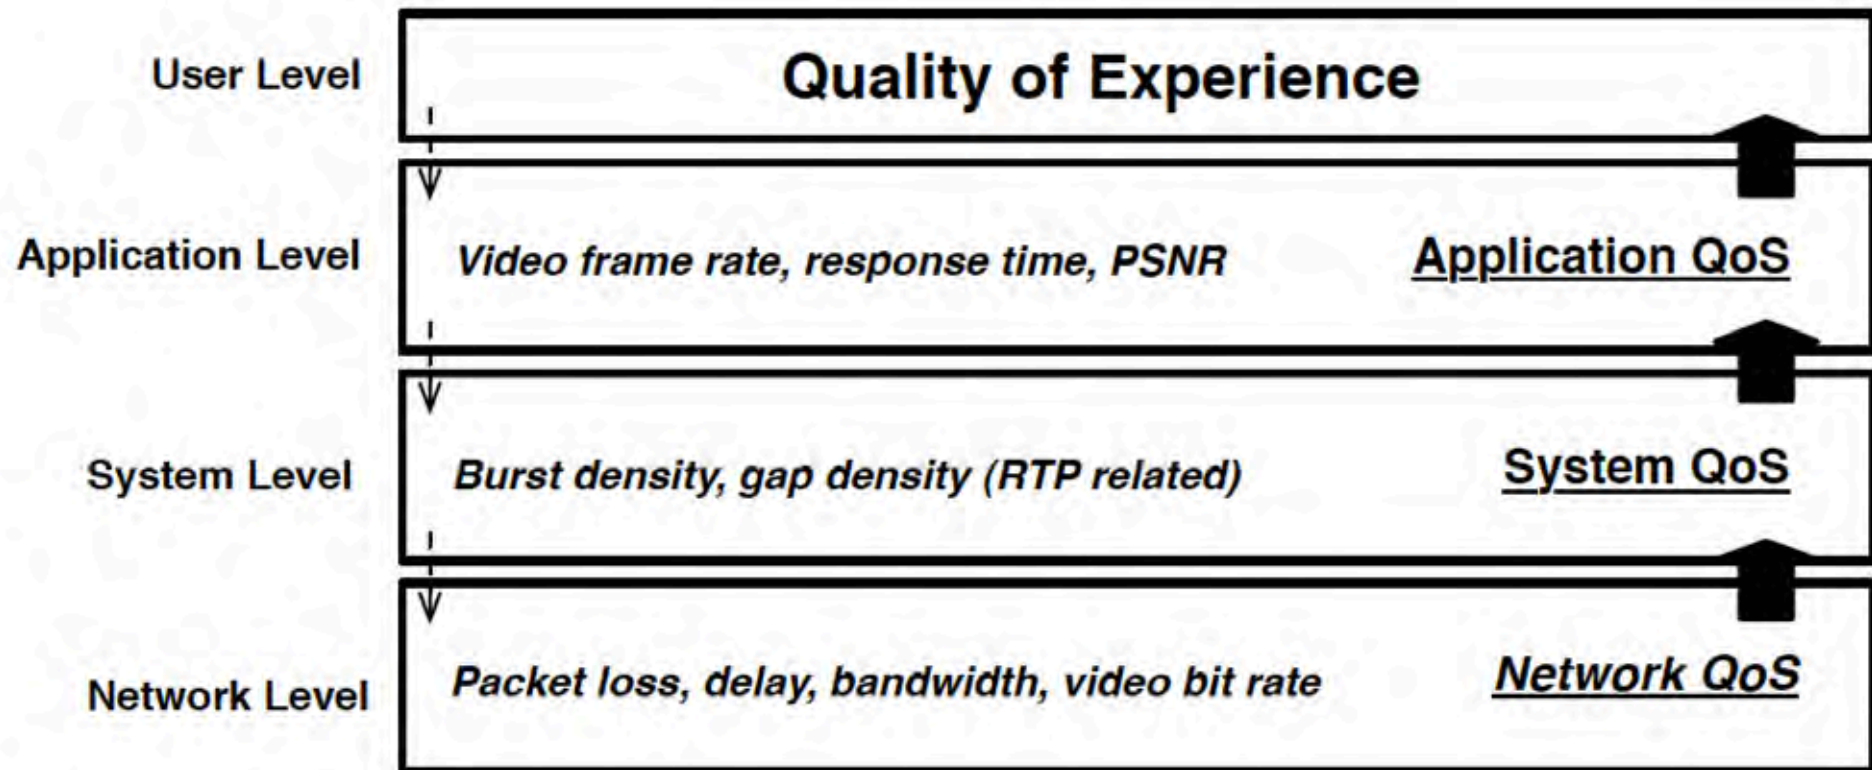 User Level
Quality of Experience
Application Level
Video frame rate, response time, PSNR
Application QoS
System Level
Burst density, gap density (RTP related)
System QoS
Network Level
Packet loss, delay, bandwidth, video bit rate
Network QoS